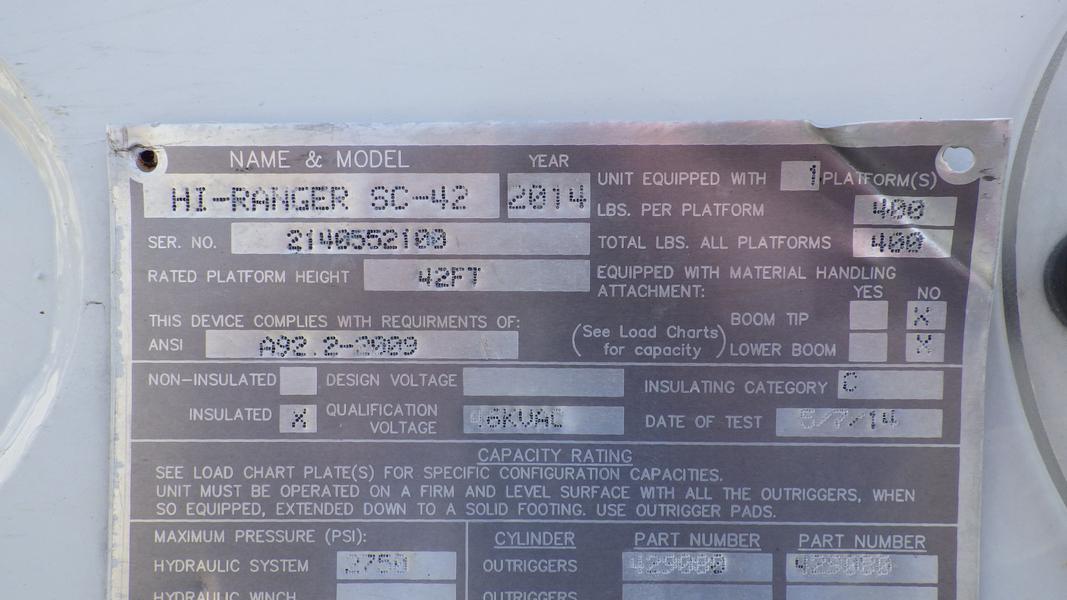 NAME & MODEL YEAR
HI-RANGER SC-42 2014
UNIT EQUIPPED WITH 1 PLATFORM(S)
LBS. PER PLATFORM 400
SER. NO. 2140552100
TOTAL LBS. ALL PLATFORMS 400
RATED PLATFORM HEIGHT 42FT
EQUIPPED WITH MATERIAL HANDLING
ATTACHMENT: YES NO
THIS DEVICE COMPLIES WITH REQUIRMENTS OF:
ANSI A92.2-2009
(See Load Charts
for capacity)
BOOM TIP X
LOWER BOOM X
NON-INSULATED DESIGN VOLTAGE
INSULATING CATEGORY C
INSULATED X QUALIFICATION
VOLTAGE
DATE OF TEST
CAPACITY RATING
SEE LOAD CHART PLATE(S) FOR SPECIFIC CONFIGURATION CAPACITIES.
UNIT MUST BE OPERATED ON A FIRM AND LEVEL SURFACE WITH ALL THE OUTRIGGERS, WHEN
SO EQUIPPED, EXTENDED DOWN TO A SOLID FOOTING. USE OUTRIGGER PADS.
MAXIMUM PRESSURE (PSI):
HYDRAULIC SYSTEM 2750
HYDRAULIC WINCH
CYLINDER PART NUMBER PART NUMBER
OUTRIGGERS
OUTRIGGERS